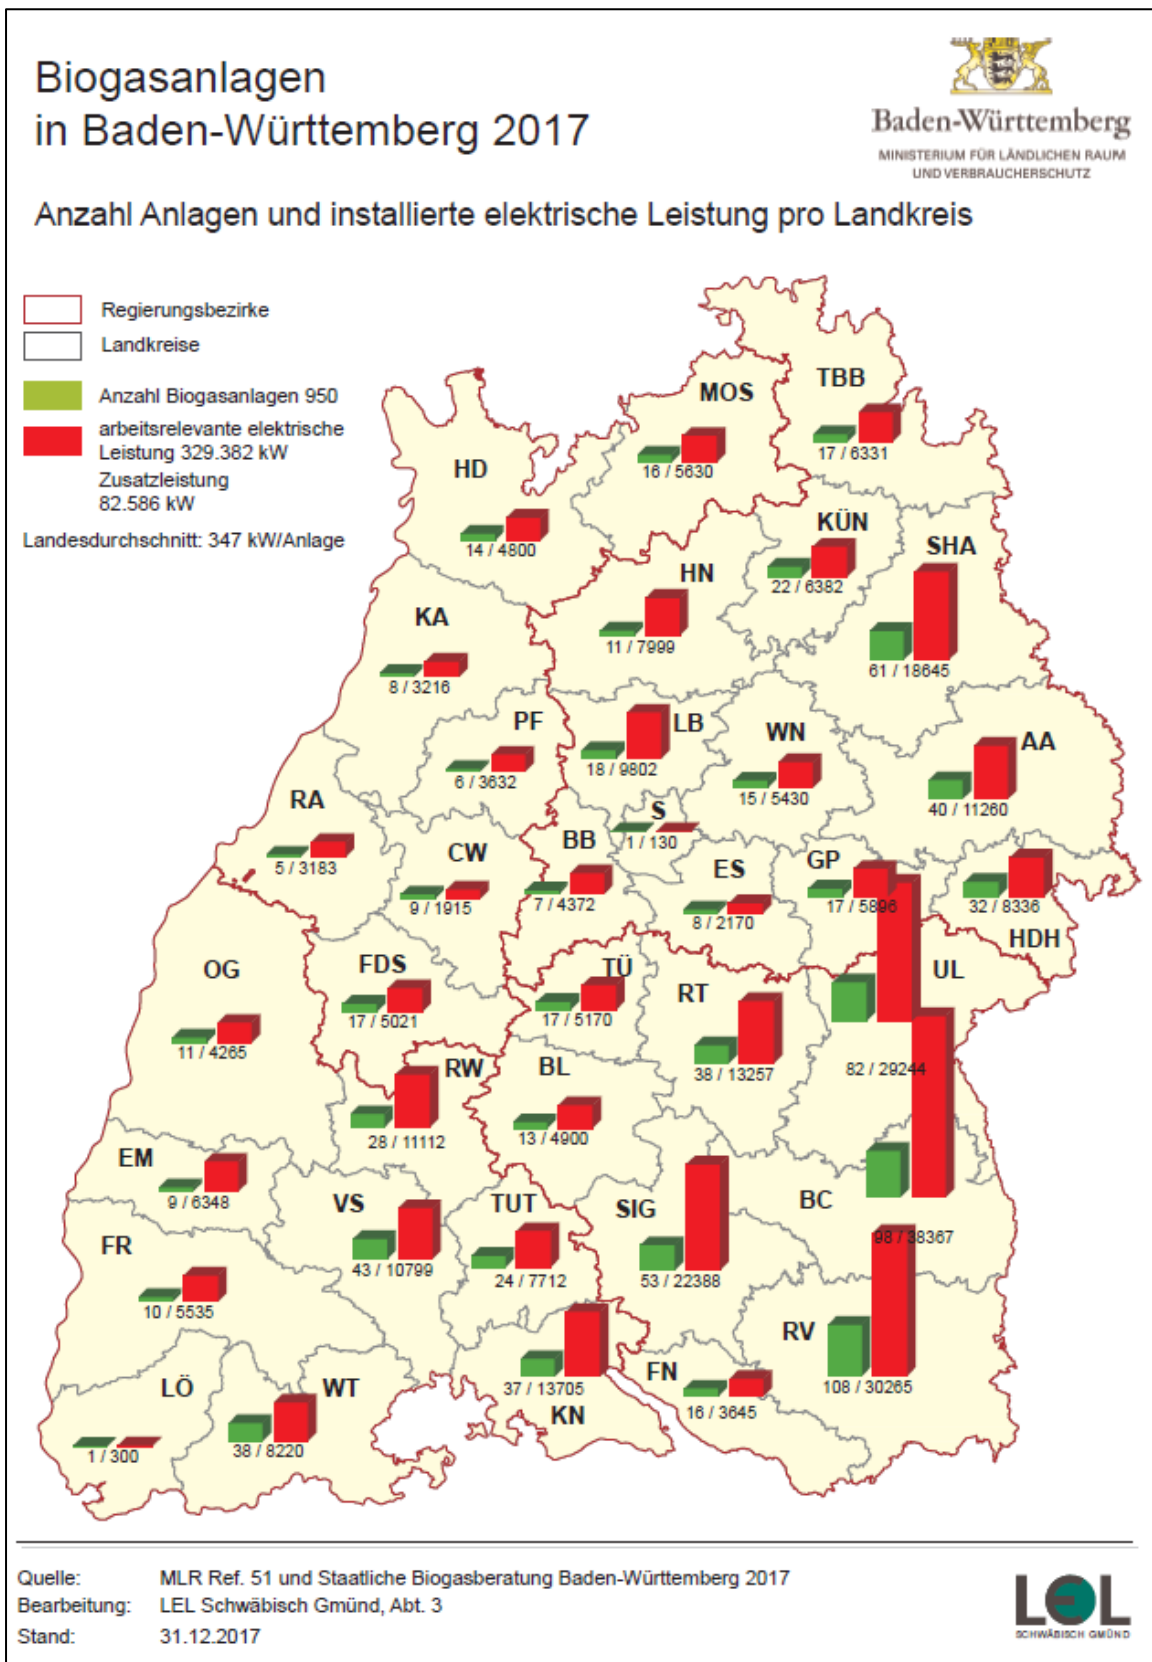 Biogasanlagen
in Baden-Württemberg 2017
Baden-Württemberg
MINISTERIUM FÜR LÄNDLICHEN RAUM
UND VERBRAUCHERSCHUTZ
Anzahl Anlagen und installierte elektrische Leistung pro Landkreis
Regierungsbezirke
Landkreise
Anzahl Biogasanlagen 950
arbeitsrelevante elektrische
Leistung 329.382 kW
Zusatzleistung
82.586 kW
Landesdurchschnitt: 347 kW/Anlage
TBB
17 / 6331
MOS
16 / 5630
HD
14 / 4800
KÜN
22 / 6382
SHA
61 / 18645
HN
11 / 7999
KA
8 / 3216
PF
6 / 3632
LB
18 / 9802
WN
15 / 5430
AA
40 / 11260
RA
5 / 3183
CW
9 / 1915
BB
7 / 4372
S
1 / 130
ES
8 / 2170
GP
17 / 5896
32 / 8336
HDH
OG
11 / 4265
FDS
17 / 5021
TÜ
17 / 5170
RT
38 / 13257
UL
82 / 29244
RW
28 / 11112
BL
13 / 4900
EM
9 / 6348
VS
43 / 10799
TUT
24 / 7712
SIG
53 / 22388
BC
98 / 38367
FR
10 / 5535
LÖ
1 / 300
WT
38 / 8220
37 / 13705
KN
FN
16 / 3645
RV
108 / 30265
Quelle: MLR Ref. 51 und Staatliche Biogasberatung Baden-Württemberg 2017
Bearbeitung: LEL Schwäbisch Gmünd, Abt. 3
Stand: 31.12.2017
LEL
SCHWÄBISCH GMÜND